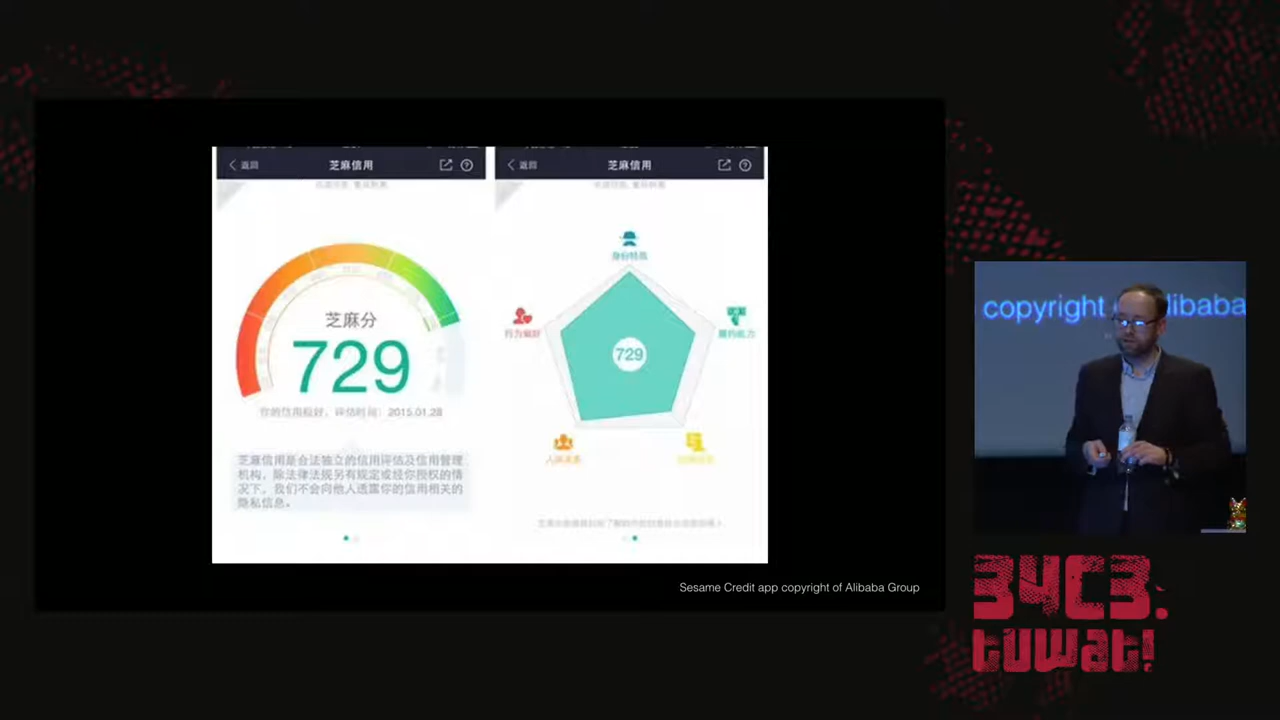 返回
芝麻信用
芝麻分
729
你的信用极好，评估时间：2015.01.28
芝麻信用是合法独立的信用评估及信用管理
机构，除法律法规另有规定或经你授权的情
况下，我们不会向他人透露你的信用相关的
隐私信息。
返回
芝麻信用
身份特质
行为偏好
履约能力
729
人脉关系
Sesame Credit app copyright of Alibaba Group
copyright
libaba
34C3.
tuwat!